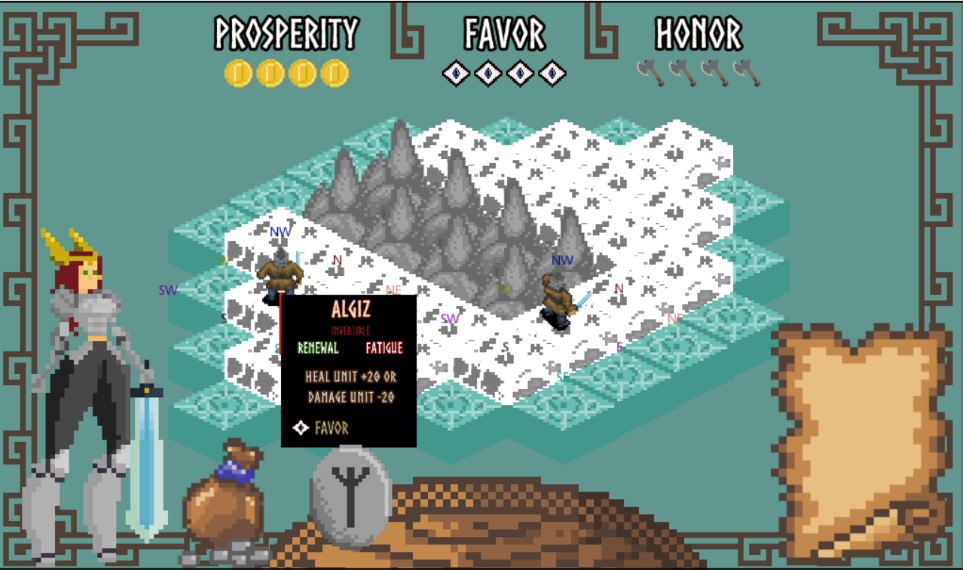 PROSPERITY FAVOR HONOR
NW
N
SW
NE
S
NW
N
NE
SW
S
E
ALGIZ
INVERTIBLE
RENEWAL FATIGUE
HEAL UNIT +20 OR
DAMAGE UNIT -20
FAVOR